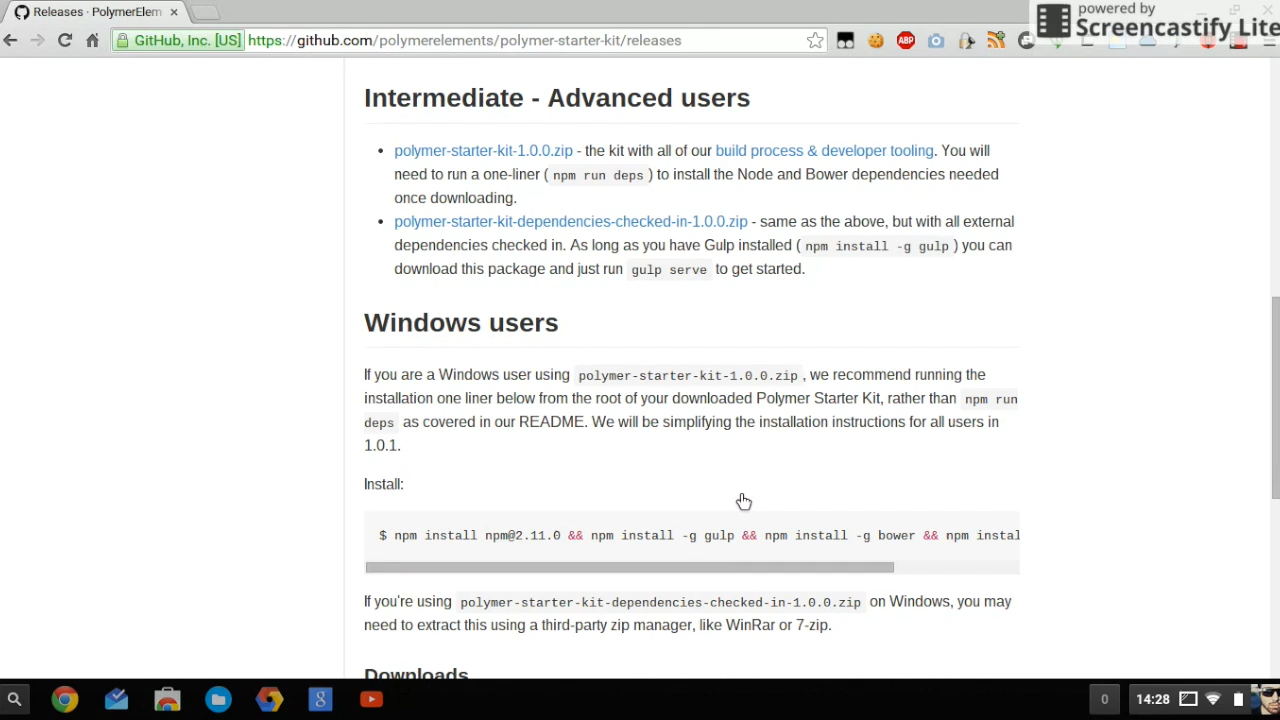 Releases · PolymerElem
powered by
Screencastify Lite
GitHub, Inc. [US] https://github.com/polymerelements/polymer-starter-kit/releases
ABP
Intermediate - Advanced users
• polymer-starter-kit-1.0.0.zip - the kit with all of our build process & developer tooling. You will
need to run a one-liner ( npm run deps ) to install the Node and Bower dependencies needed
once downloading.
• polymer-starter-kit-dependencies-checked-in-1.0.0.zip - same as the above, but with all external
dependencies checked in. As long as you have Gulp installed ( npm install -g gulp ) you can
download this package and just run gulp serve to get started.
Windows users
If you are a Windows user using polymer-starter-kit-1.0.0.zip , we recommend running the
installation one liner below from the root of your downloaded Polymer Starter Kit, rather than npm run
deps as covered in our README. We will be simplifying the installation instructions for all users in
1.0.1.
Install:
$ npm install npm@2.11.0 && npm install -g gulp && npm install -g bower && npm instal
If you're using polymer-starter-kit-dependencies-checked-in-1.0.0.zip on Windows, you may
need to extract this using a third-party zip manager, like WinRar or 7-zip.
Downloads
8
0
14:28